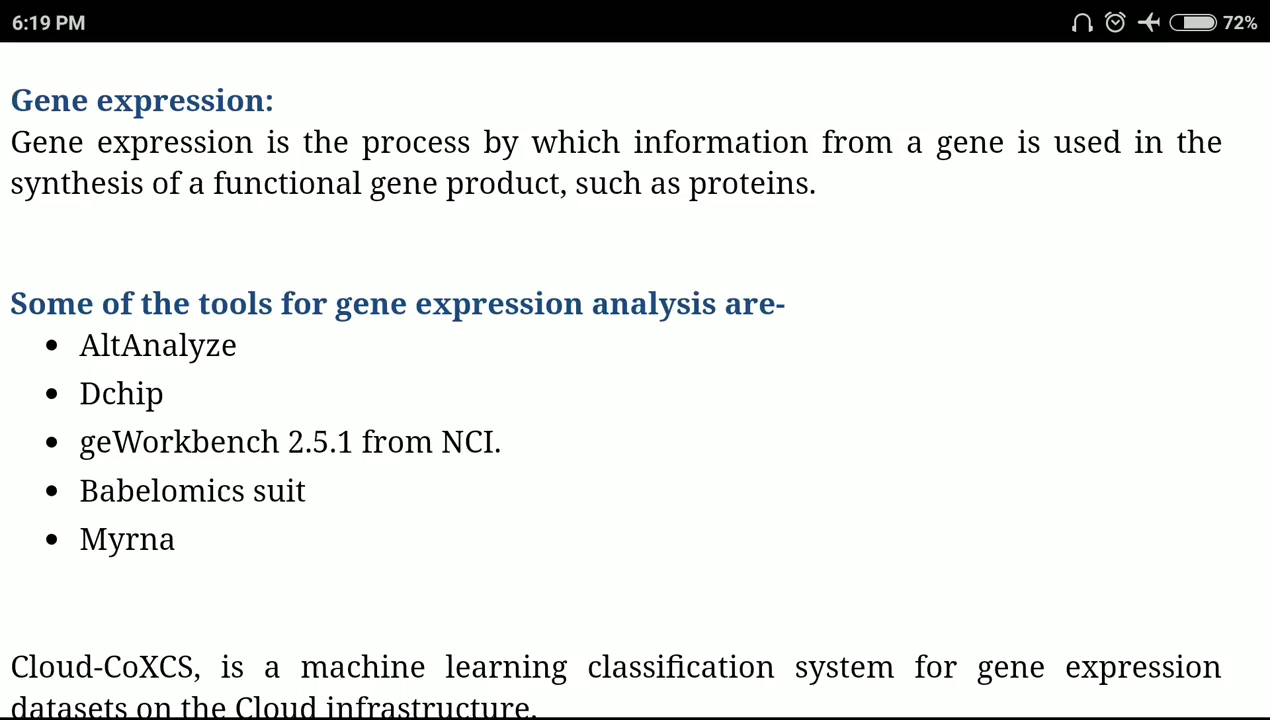 6:19 PM
72%
Gene expression:
Gene expression is the process by which information from a gene is used in the
synthesis of a functional gene product, such as proteins.
Some of the tools for gene expression analysis are-
• AltAnalyze
• Dchip
• geWorkbench 2.5.1 from NCI.
• Babelomics suit
• Myrna
Cloud-CoXCS, is a machine learning classification system for gene expression
datasets on the Cloud infrastructure.